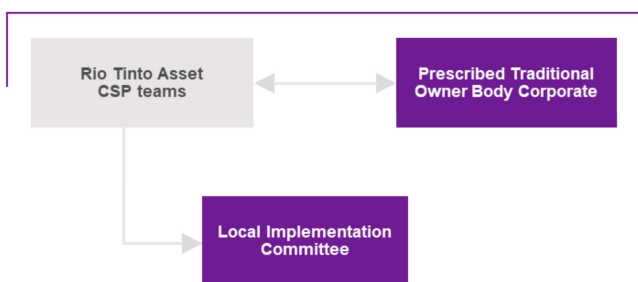 Rio Tinto Asset
CSP teams
Prescribed Traditional
Owner Body Corporate
Local Implementation
Committee